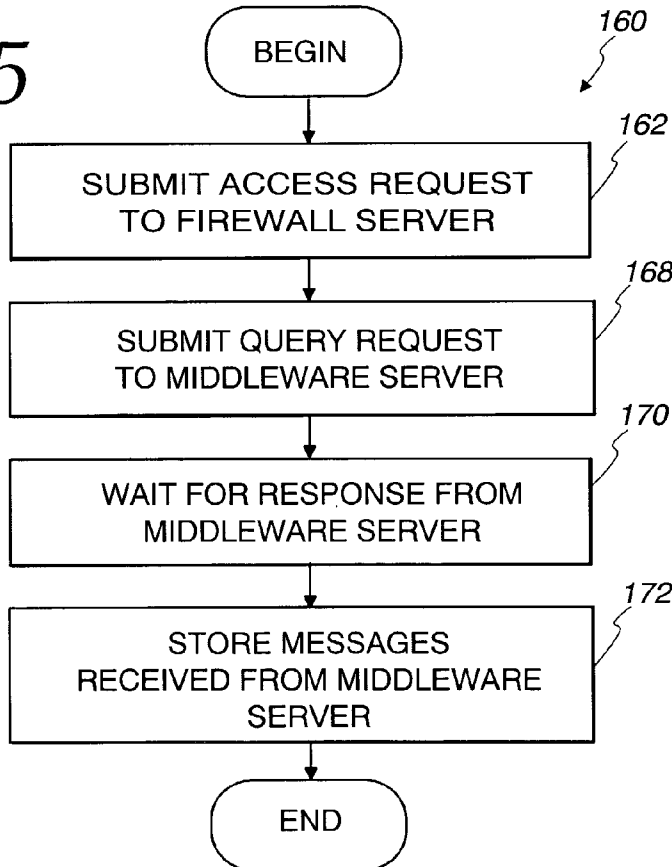 5
BEGIN
160
162
SUBMIT ACCESS REQUEST
TO FIREWALL SERVER
168
SUBMIT QUERY REQUEST
TO MIDDLEWARE SERVER
170
WAIT FOR RESPONSE FROM
MIDDLEWARE SERVER
172
STORE MESSAGES
RECEIVED FROM MIDDLEWARE
SERVER
END